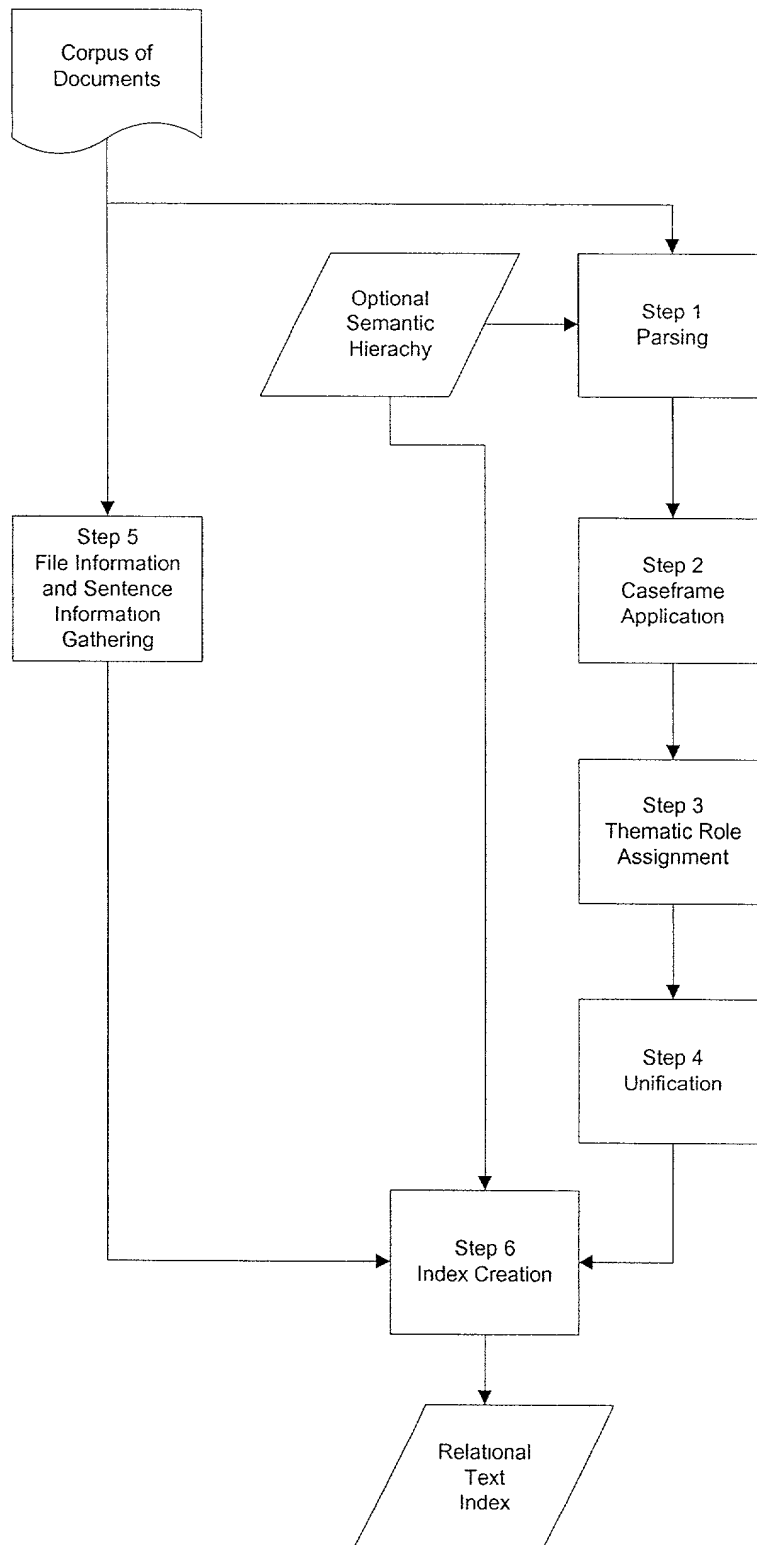 Corpus of
Documents
Optional
Semantic
Hierachy
Step 1
Parsing
Step 5
File Information
and Sentence
Information
Gathering
Step 2
Caseframe
Application
Step 3
Thematic Role
Assignment
Step 4
Unification
Step 6
Index Creation
Relational
Text
Index